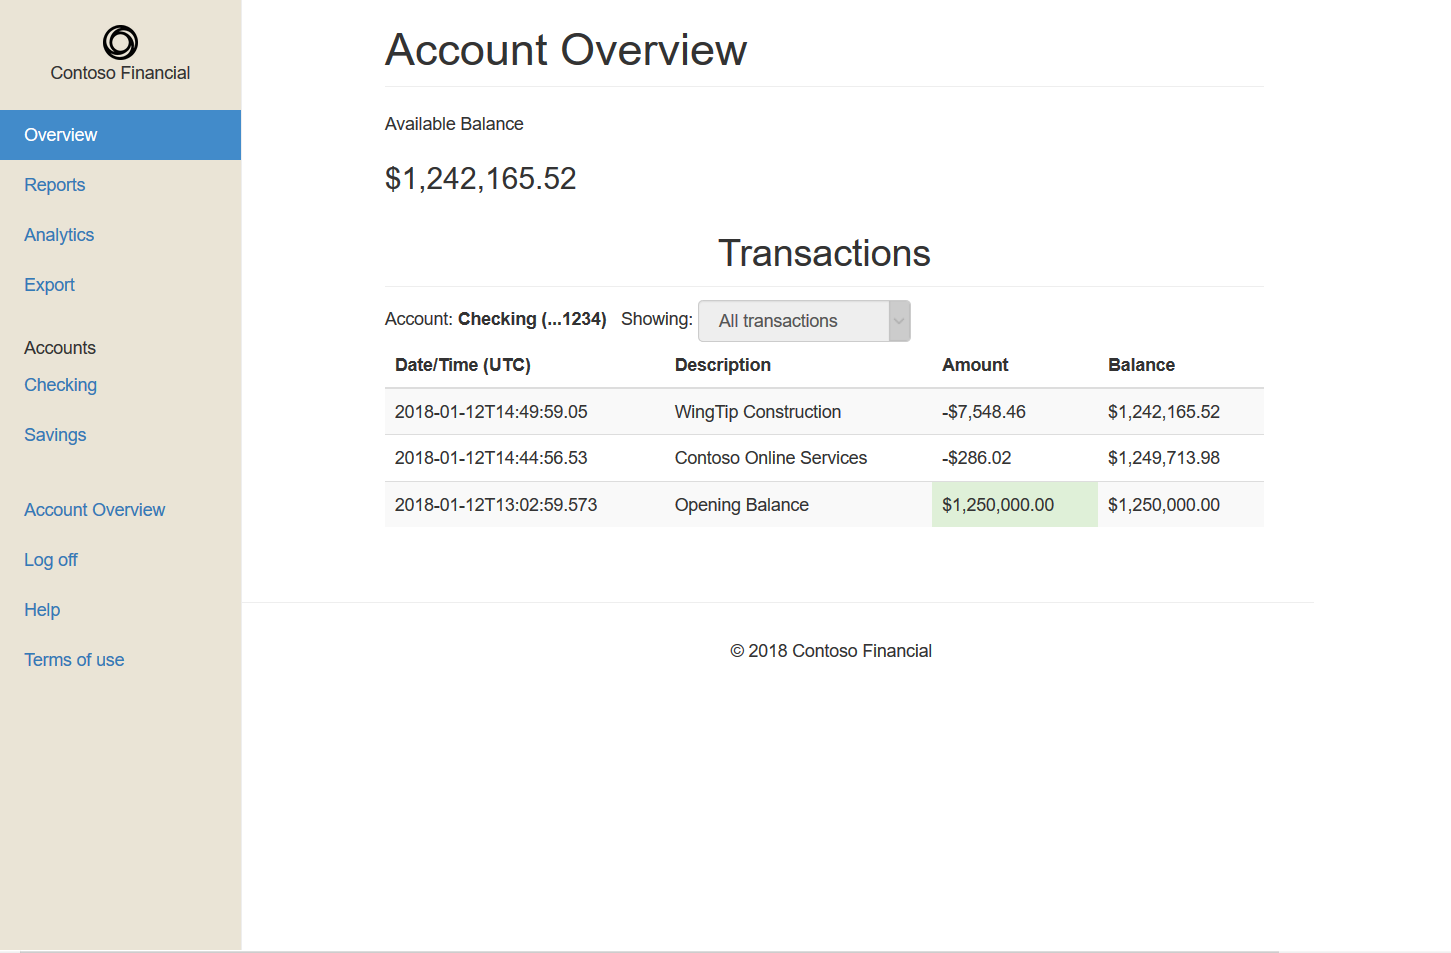 Contoso Financial
Overview
Reports
Analytics
Export
Accounts
Checking
Savings
Account Overview
Log off
Help
Terms of use
Account Overview
Available Balance
$1,242,165.52
Transactions
Account: Checking (...1234) Showing: All transactions
Date/Time (UTC) Description Amount Balance
2018-01-12T14:49:59.05 WingTip Construction -$7,548.46 $1,242,165.52
2018-01-12T14:44:56.53 Contoso Online Services -$286.02 $1,249,713.98
2018-01-12T13:02:59.573 Opening Balance $1,250,000.00 $1,250,000.00
© 2018 Contoso Financial